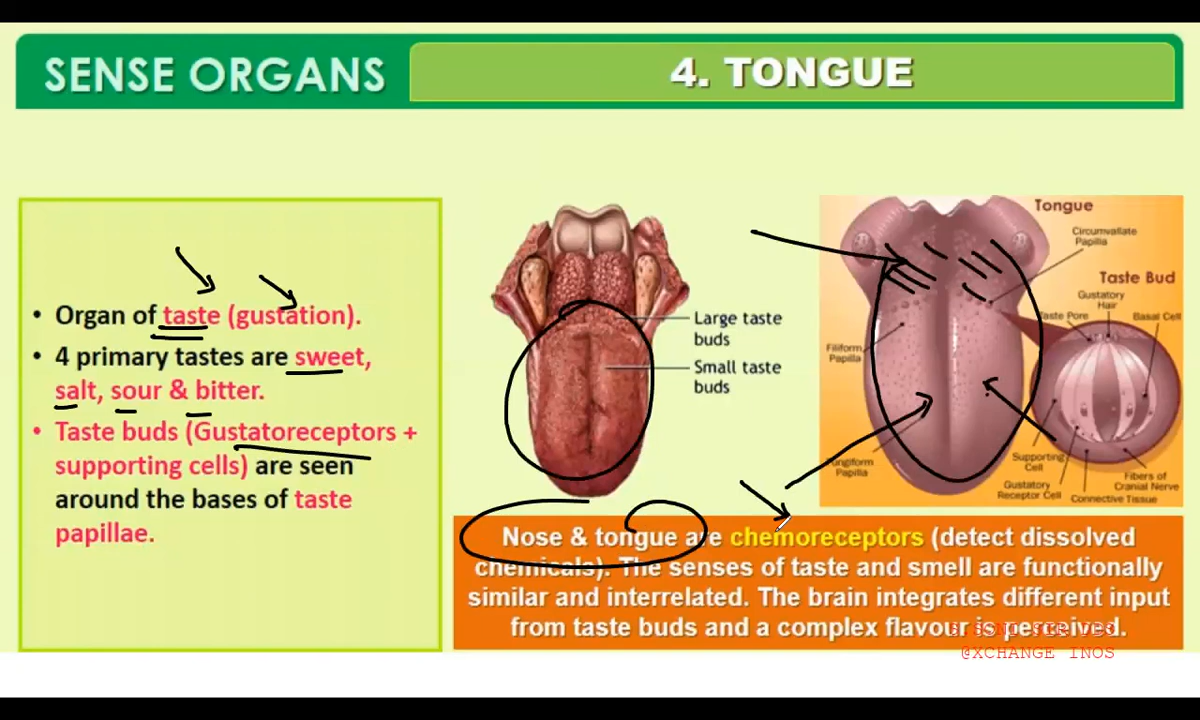 SENSE ORGANS
4. TONGUE
• Organ of taste (gustation).
• 4 primary tastes are sweet,
salt, sour & bitter.
• Taste buds (Gustatoreceptors +
supporting cells) are seen
around the bases of taste
papillae.
Large taste
buds
Small taste
buds
Tongue
Circumvallate
Papilla
Taste Bud
Gustatory
Hair
Taste Pore
Basal Cell
Filiform
Papilla
Fungiform
Papilla
Supporting
Cell
Gustatory
Receptor Cell
Connective Tissue
Fibers of
Cranial Nerve
Nose & tongue are chemoreceptors (detect dissolved
chemicals). The senses of taste and smell are functionally
similar and interrelated. The brain integrates different input
from taste buds and a complex flavour is perceived.
@XCHANGE INOS